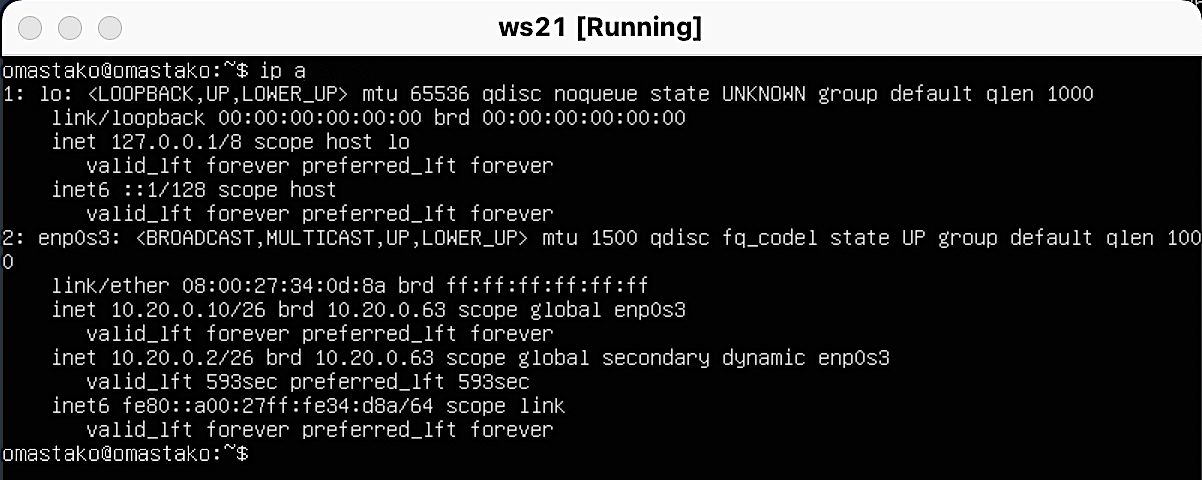 ws21 [Running]
omastako@omastako:~$ ip a
1: lo: <LOOPBACK,UP,LOWER_UP> mtu 65536 qdisc noqueue state UNKNOWN group default qlen 1000
    link/loopback 00:00:00:00:00:00 brd 00:00:00:00:00:00
    inet 127.0.0.1/8 scope host lo
       valid_lft forever preferred_lft forever
    inet6 ::1/128 scope host
       valid_lft forever preferred_lft forever
2: enp0s3: <BROADCAST,MULTICAST,UP,LOWER_UP> mtu 1500 qdisc fq_codel state UP group default qlen 100
0
    link/ether 08:00:27:34:0d:8a brd ff:ff:ff:ff:ff:ff
    inet 10.20.0.10/26 brd 10.20.0.63 scope global enp0s3
       valid_lft forever preferred_lft forever
    inet 10.20.0.2/26 brd 10.20.0.63 scope global secondary dynamic enp0s3
       valid_lft 593sec preferred_lft 593sec
    inet6 fe80::a00:27ff:fe34:d8a/64 scope link
       valid_lft forever preferred_lft forever
omastako@omastako:~$